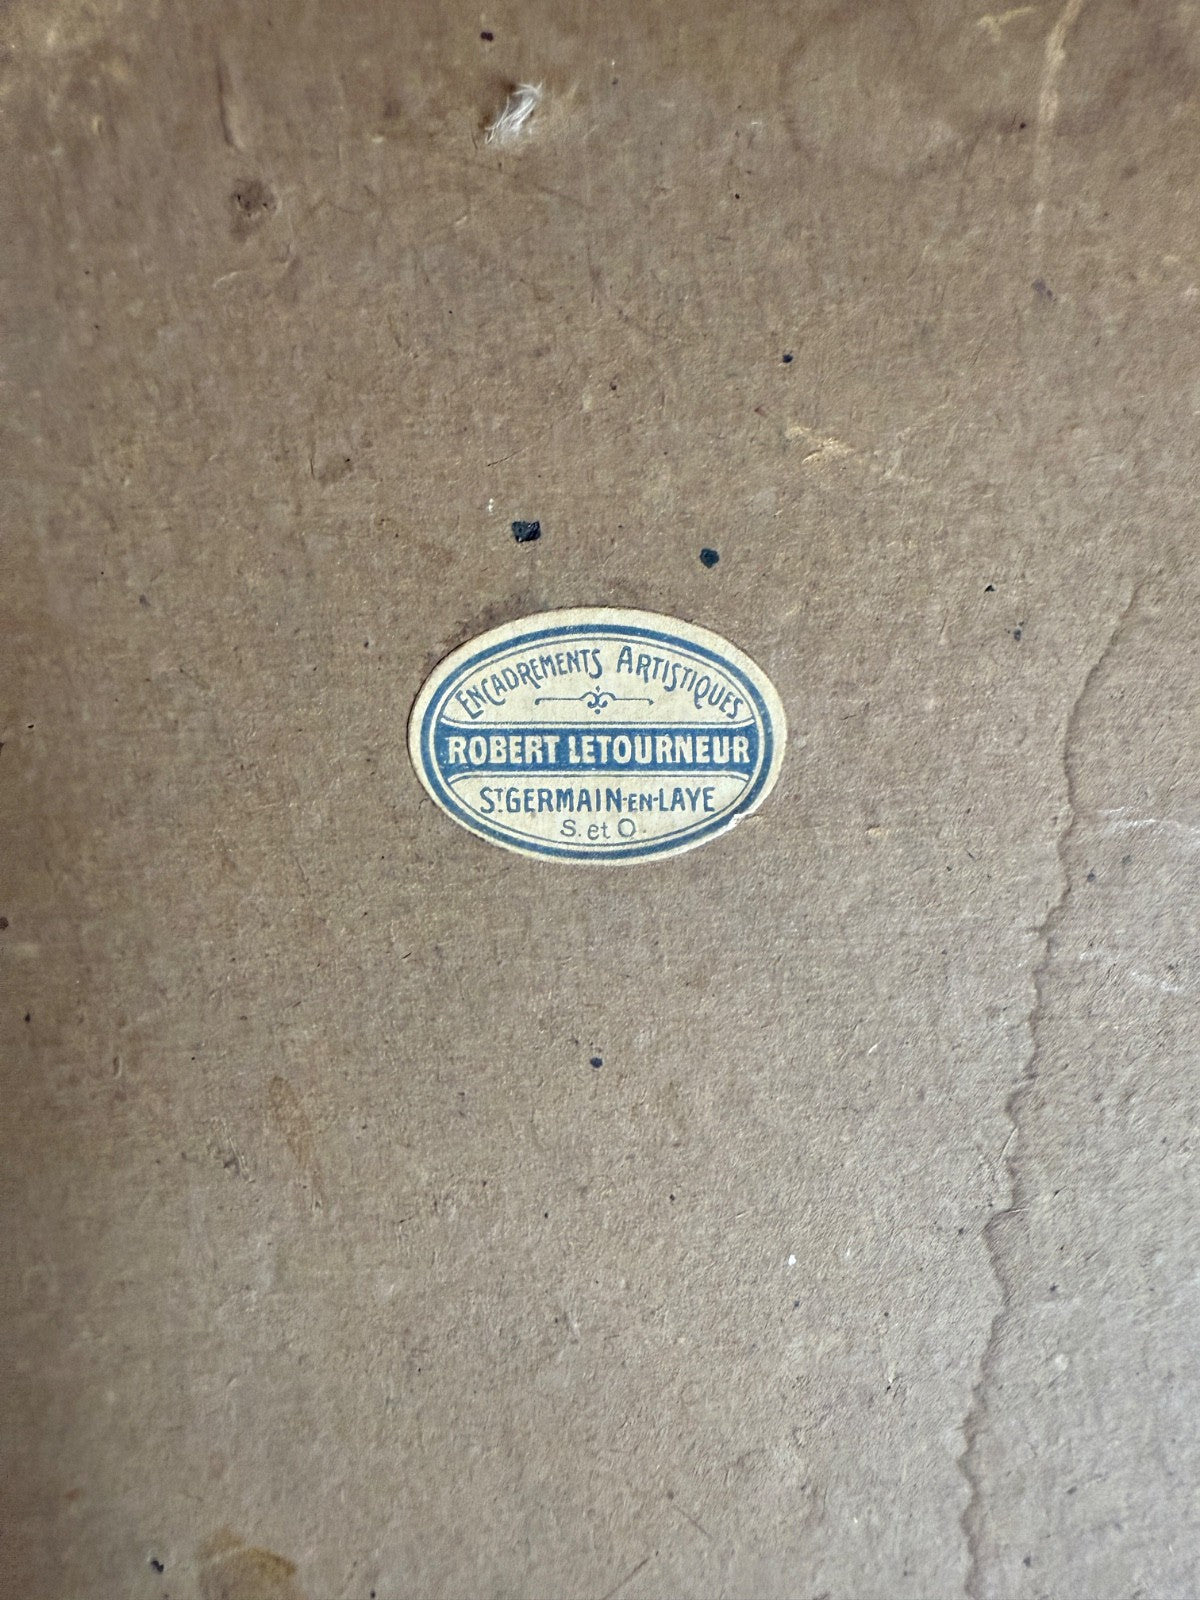 ENCADREMENTS ARTISTIQUES
ROBERT LETOURNEUR
ST GERMAIN-EN-LAYE
S. et O.